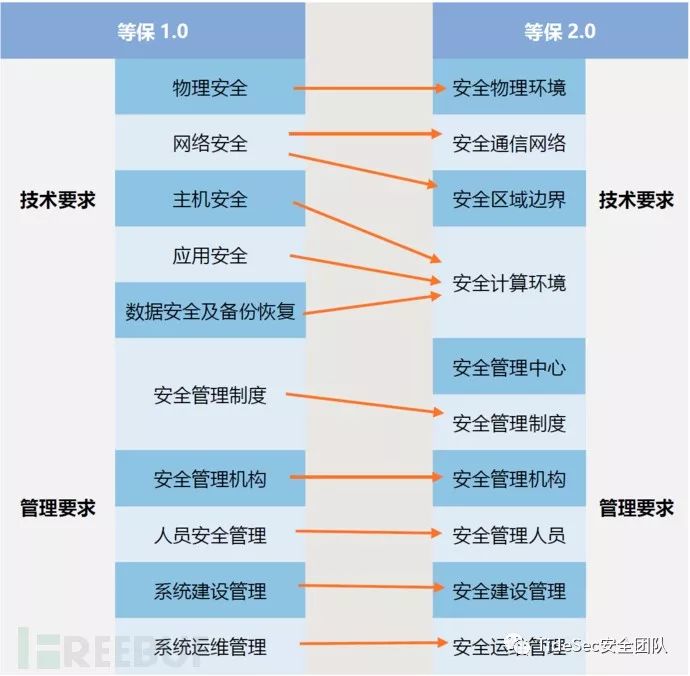 等保 1.0
等保 2.0
物理安全
安全物理环境
网络安全
安全通信网络
技术要求
主机安全
安全区域边界
技术要求
应用安全
安全计算环境
数据安全及备份恢复
安全管理中心
安全管理制度
安全管理制度
管理要求
安全管理机构
安全管理机构
管理要求
人员安全管理
安全管理人员
系统建设管理
安全建设管理
系统运维管理
安全运维管理
FREEBUF
TideSec安全团队